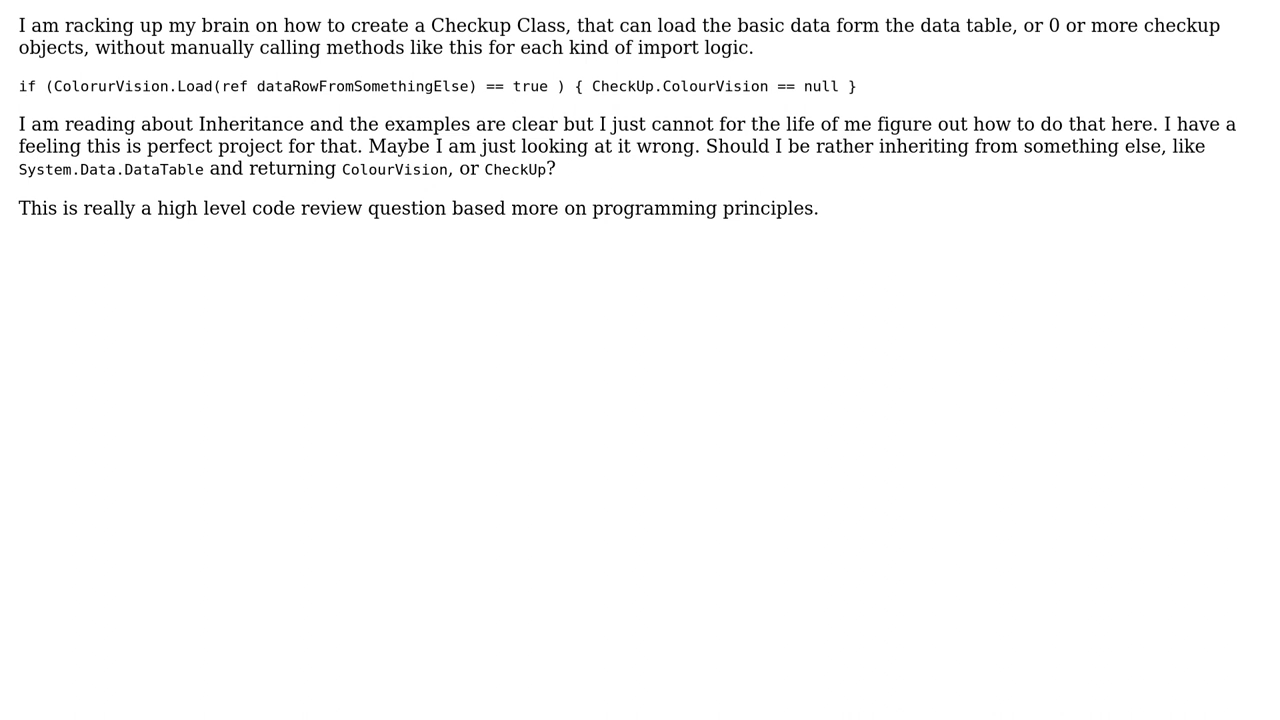 I am racking up my brain on how to create a Checkup Class, that can load the basic data form the data table, or 0 or more checkup
objects, without manually calling methods like this for each kind of import logic.
if (ColorurVision.Load(ref dataRowFromSomethingElse) == true ) { CheckUp.ColourVision == null }
I am reading about Inheritance and the examples are clear but I just cannot for the life of me figure out how to do that here. I have a
feeling this is perfect project for that. Maybe I am just looking at it wrong. Should I be rather inheriting from something else, like
System.Data.DataTable and returning ColourVision, or CheckUp?
This is really a high level code review question based more on programming principles.